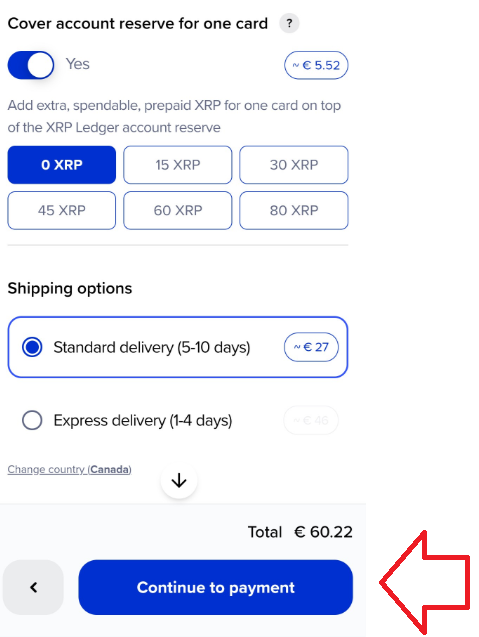 Cover account reserve for one card ?
Yes ~ € 5.52
Add extra, spendable, prepaid XRP for one card on top
of the XRP Ledger account reserve
0 XRP 15 XRP 30 XRP
45 XRP 60 XRP 80 XRP
Shipping options
Standard delivery (5-10 days) ~ € 27
Express delivery (1-4 days) ~ € 46
Change country (Canada)
Total € 60.22
Continue to payment